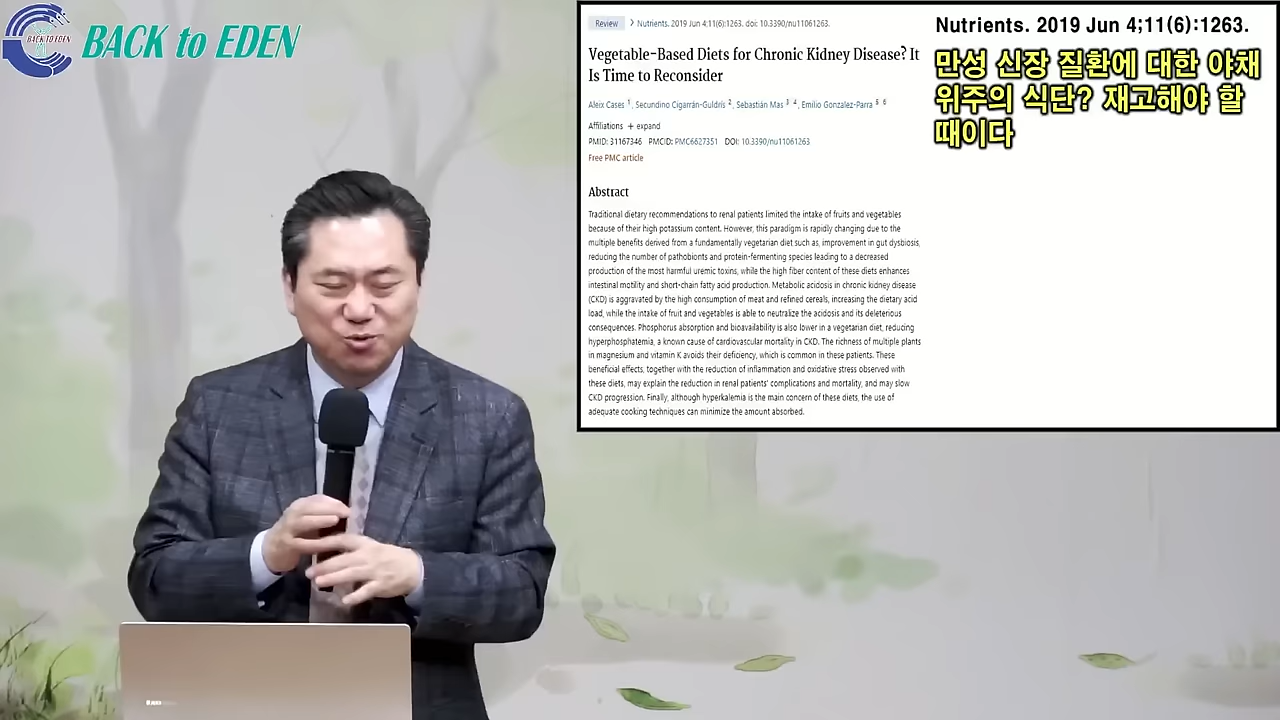 BACK TO EDEN
BACK to EDEN
Review > Nutrients. 2019 Jun 4;11(6):1263. doi: 10.3390/nu11061263.
Vegetable-Based Diets for Chronic Kidney Disease? It
Is Time to Reconsider
Aleix Cases 1, Secundino Cigarrán-Guldris 2, Sebastián Mas 3 4, Emilio Gonzalez-Parra 5 6
Affiliations + expand
PMID: 31167346 PMCID: PMC6627351 DOI: 10.3390/nu11061263
Free PMC article
Abstract
Traditional dietary recommendations to renal patients limited the intake of fruits and vegetables
because of their high potassium content. However, this paradigm is rapidly changing due to the
multiple benefits derived from a fundamentally vegetarian diet such as, improvement in gut dysbiosis,
reducing the number of pathobionts and protein-fermenting species leading to a decreased
production of the most harmful uremic toxins, while the high fiber content of these diets enhances
intestinal motility and short-chain fatty acid production. Metabolic acidosis in chronic kidney disease
(CKD) is aggravated by the high consumption of meat and refined cereals, increasing the dietary acid
load, while the intake of fruit and vegetables is able to neutralize the acidosis and its deleterious
consequences. Phosphorus absorption and bioavailability is also lower in a vegetarian diet, reducing
hyperphosphatemia, a known cause of cardiovascular mortality in CKD. The richness of multiple plants
in magnesium and vitamin K avoids their deficiency, which is common in these patients. These
beneficial effects, together with the reduction of inflammation and oxidative stress observed with
these diets, may explain the reduction in renal patients' complications and mortality, and may slow
CKD progression. Finally, although hyperkalemia is the main concern of these diets, the use of
adequate cooking techniques can minimize the amount absorbed.
Nutrients. 2019 Jun 4;11(6):1263.
만성 신장 질환에 대한 야채
위주의 식단? 재고해야 할
때이다